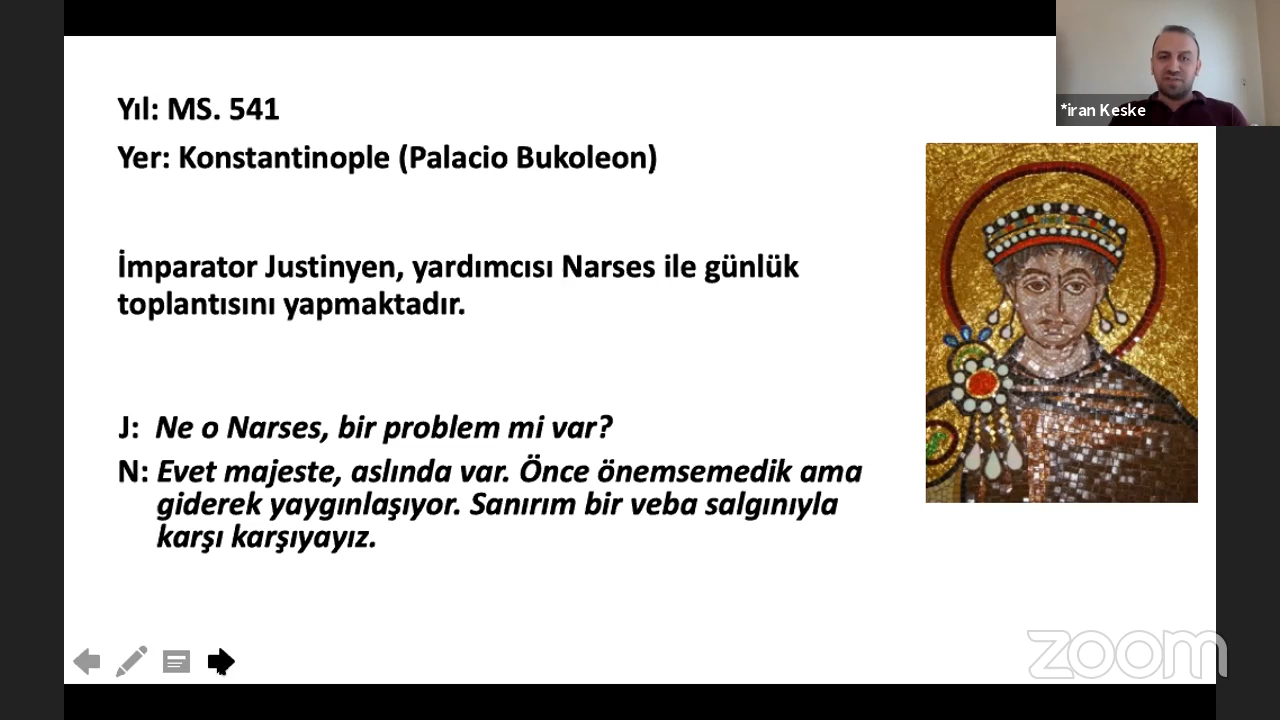 *iran Keske
Yıl: MS. 541
Yer: Konstantinople (Palacio Bukoleon)
İmparator Justinyen, yardımcısı Narses ile günlük
toplantısını yapmaktadır.
J: Ne o Narses, bir problem mi var?
N: Evet majeste, aslında var. Önce önemsemedik ama
giderek yaygınlaşıyor. Sanırım bir veba salgınıyla
karşı karşıyayız.
zoom